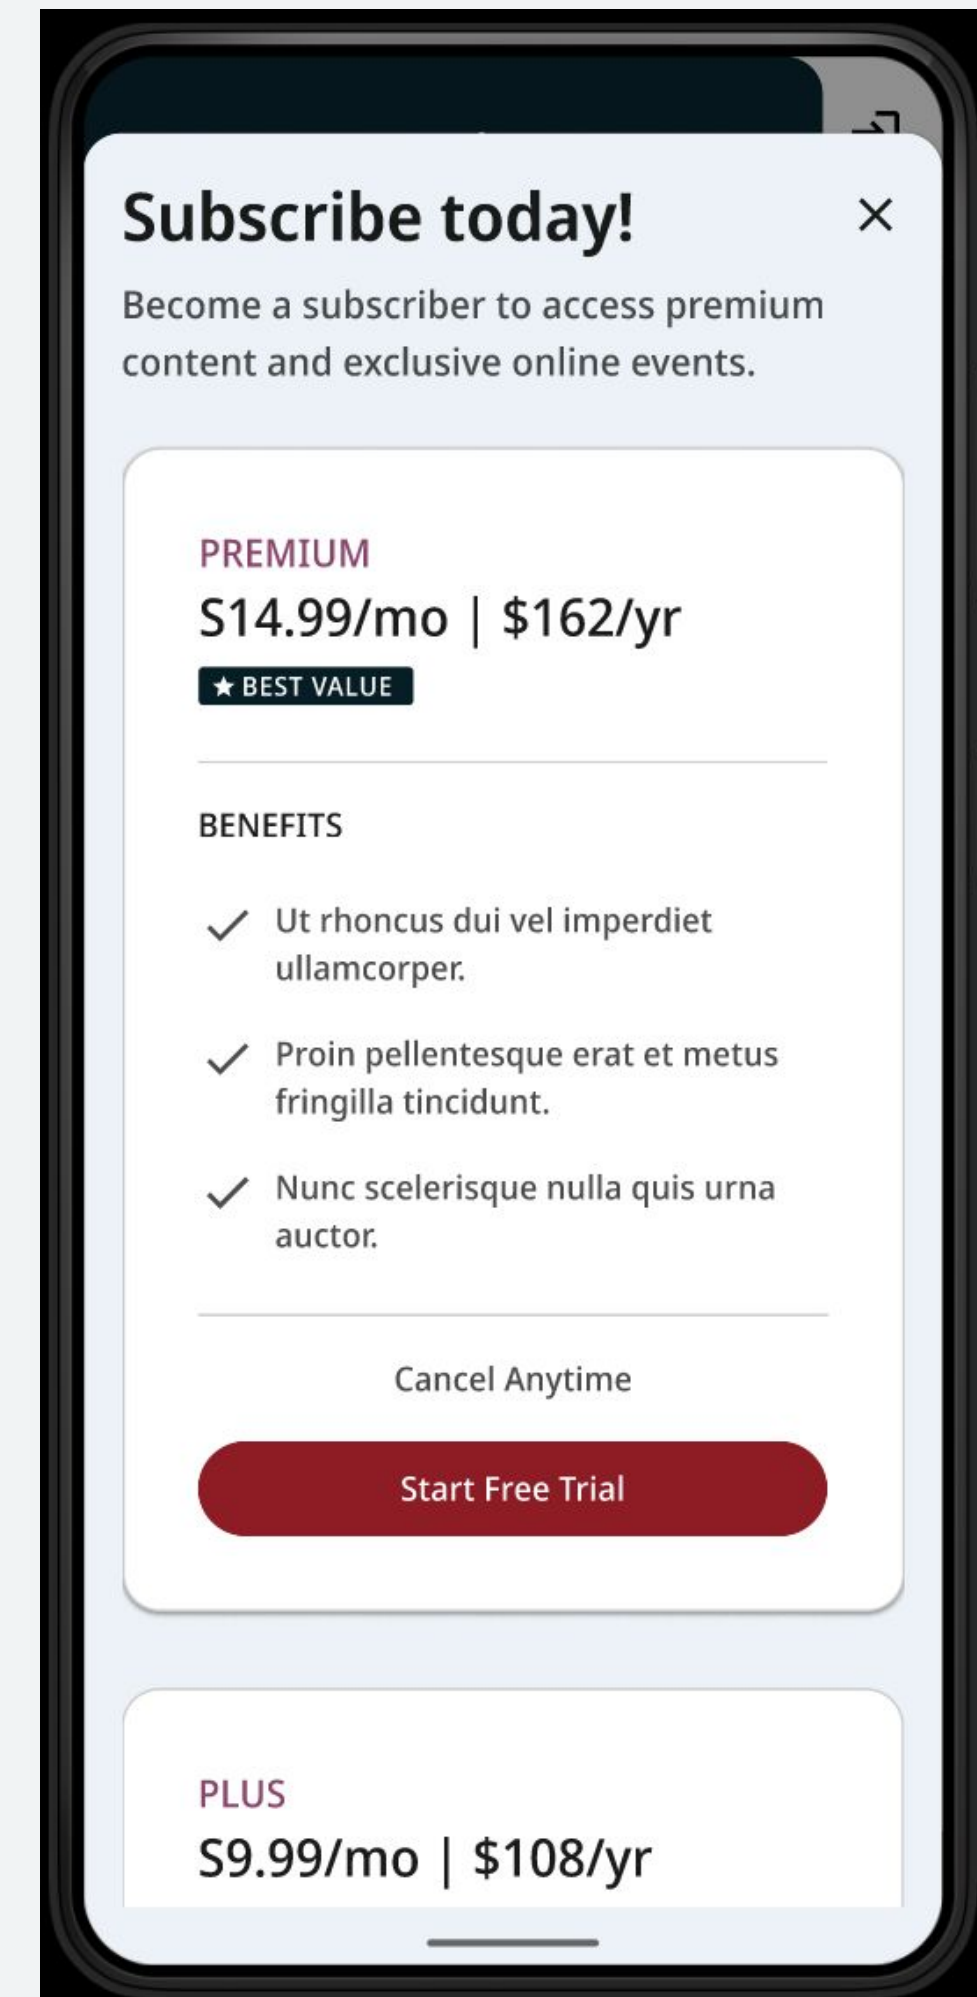 Subscribe today!
Become a subscriber to access premium
content and exclusive online events.
PREMIUM
S14.99/mo | $162/yr
★ BEST VALUE
BENEFITS
Ut rhoncus dui vel imperdiet
ullamcorper.
Proin pellentesque erat et metus
fringilla tincidunt.
Nunc scelerisque nulla quis urna
auctor.
Cancel Anytime
Start Free Trial
PLUS
S9.99/mo | $108/yr